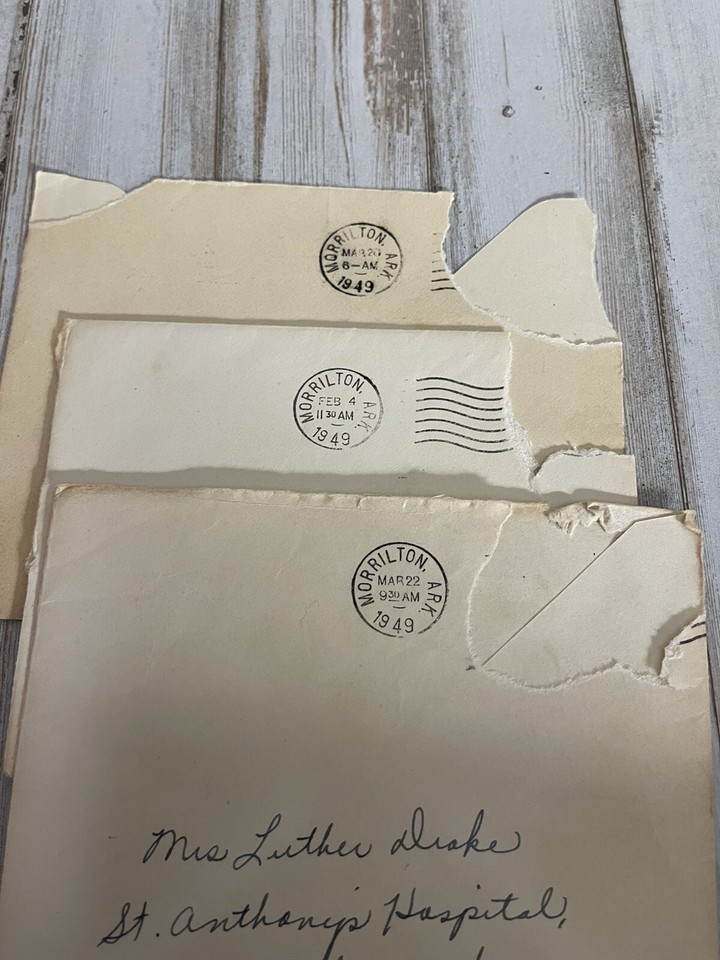 MORRILTON, ARK
MAR 20
6-AM
1949
MORRILTON, ARK.
FEB 4
11 30 AM
1949
MORRILTON, ARK
MAR 22
9 30 AM
1949
Mrs Luther Drake
St. Anthony's Hospital,